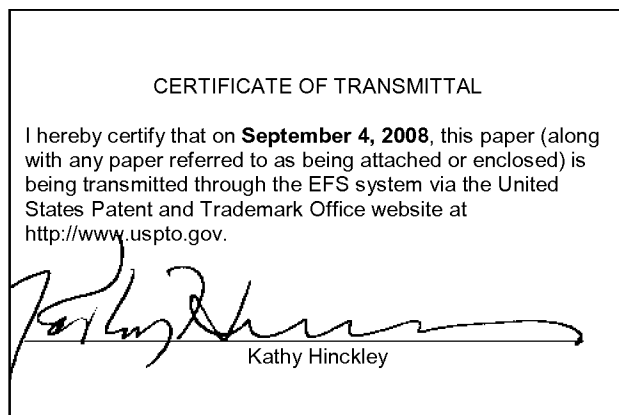 CERTIFICATE OF TRANSMITTAL
I hereby certify that on September 4, 2008, this paper (along
with any paper referred to as being attached or enclosed) is
being transmitted through the EFS system via the United
States Patent and Trademark Office website at
http://www.uspto.gov.
Kathy Hinckley
Kathy Hinckley